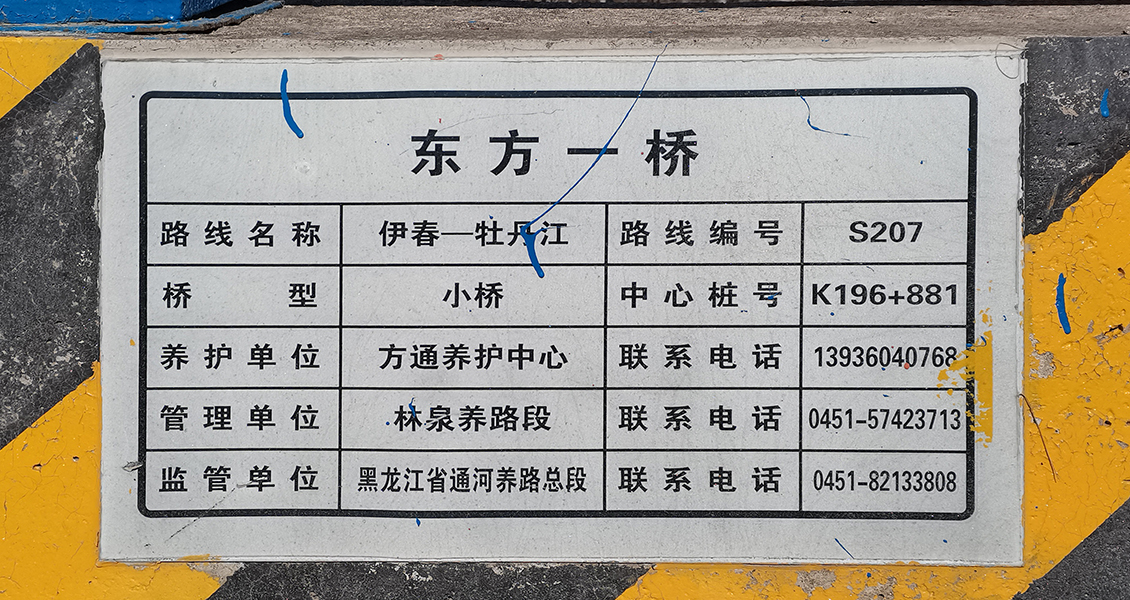 东方一桥
路线名称 伊春—牡丹江 路线编号 S207
桥型 小桥 中心桩号 K196+881
养护单位 方通养护中心 联系电话 13936040768
管理单位 林泉养路段 联系电话 0451-57423713
监管单位 黑龙江省通河养路总段 联系电话 0451-82133808